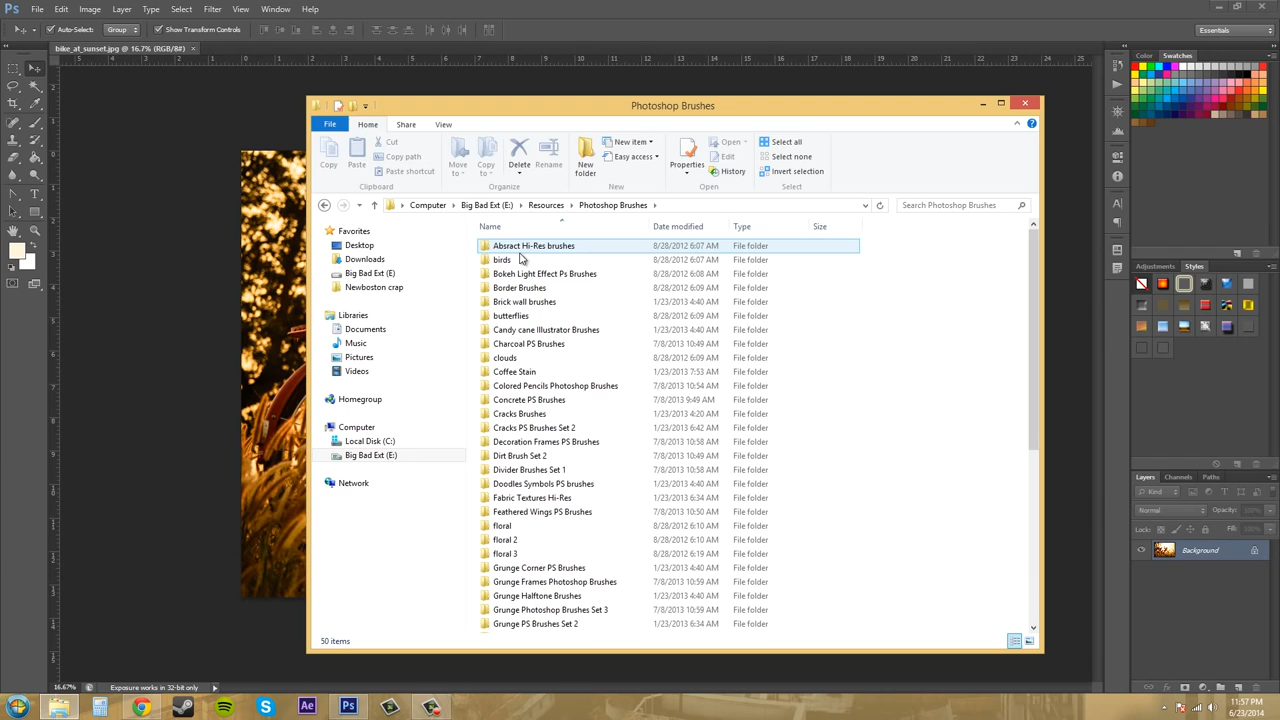 Ps File Edit Image Layer Type Select Filter View Window Help
Auto-Select: Group Show Transform Controls Essentials
bike_at_sunset.jpg @ 16.7% (RGB/8#) ×
Photoshop Brushes
File Home Share View
Copy Paste Cut Copy path Paste shortcut
Move to Copy to Delete Rename New folder New item Easy access
Properties Open Edit History Select all Select none Invert selection
Clipboard Organize New Open Select
Computer Big Bad Ext (E:) Resources Photoshop Brushes Search Photoshop Brushes
Name Date modified Type Size
Favorites
Desktop
Downloads
Big Bad Ext (E)
Newboston crap
Libraries
Documents
Music
Pictures
Videos
Homegroup
Computer
Local Disk (C:)
Big Bad Ext (E:)
Network
Absract Hi-Res brushes 8/28/2012 6:07 AM File folder
birds 8/28/2012 6:07 AM File folder
Bokeh Light Effect Ps Brushes 8/28/2012 6:08 AM File folder
Border Brushes 8/28/2012 6:09 AM File folder
Brick wall brushes 1/23/2013 4:40 AM File folder
butterflies 8/28/2012 6:09 AM File folder
Candy cane Illustrator Brushes 1/23/2013 4:40 AM File folder
Charcoal PS Brushes 7/8/2013 10:49 AM File folder
clouds 8/28/2012 6:09 AM File folder
Coffee Stain 1/23/2013 7:53 AM File folder
Colored Pencils Photoshop Brushes 7/8/2013 10:54 AM File folder
Concrete PS Brushes 7/8/2013 9:49 AM File folder
Cracks Brushes 1/23/2013 4:20 AM File folder
Cracks PS Brushes Set 2 1/23/2013 6:42 AM File folder
Decoration Frames PS Brushes 7/8/2013 10:58 AM File folder
Dirt Brush Set 2 7/8/2013 10:49 AM File folder
Divider Brushes Set 1 7/8/2013 10:58 AM File folder
Doodles Symbols PS brushes 1/23/2013 4:40 AM File folder
Fabric Textures Hi-Res 1/23/2013 6:34 AM File folder
Feathered Wings PS Brushes 7/8/2013 10:50 AM File folder
floral 8/28/2012 6:10 AM File folder
floral 2 8/28/2012 6:10 AM File folder
floral 3 8/28/2012 6:19 AM File folder
Grunge Corner PS Brushes 1/23/2013 4:40 AM File folder
Grunge Frames Photoshop Brushes 7/8/2013 10:59 AM File folder
Grunge Halftone Brushes 1/23/2013 4:40 AM File folder
Grunge Photoshop Brushes Set 3 7/8/2013 10:59 AM File folder
Grunge PS Brushes Set 2 1/23/2013 6:34 AM File folder
50 items
Color Swatches
Adjustments Styles
Layers Channels Paths
Kind
Normal Opacity: 100%
Lock: Fill: 100%
Background
16.67% Exposure works in 32-bit only
Ae Ps
11:57 PM
6/23/2014